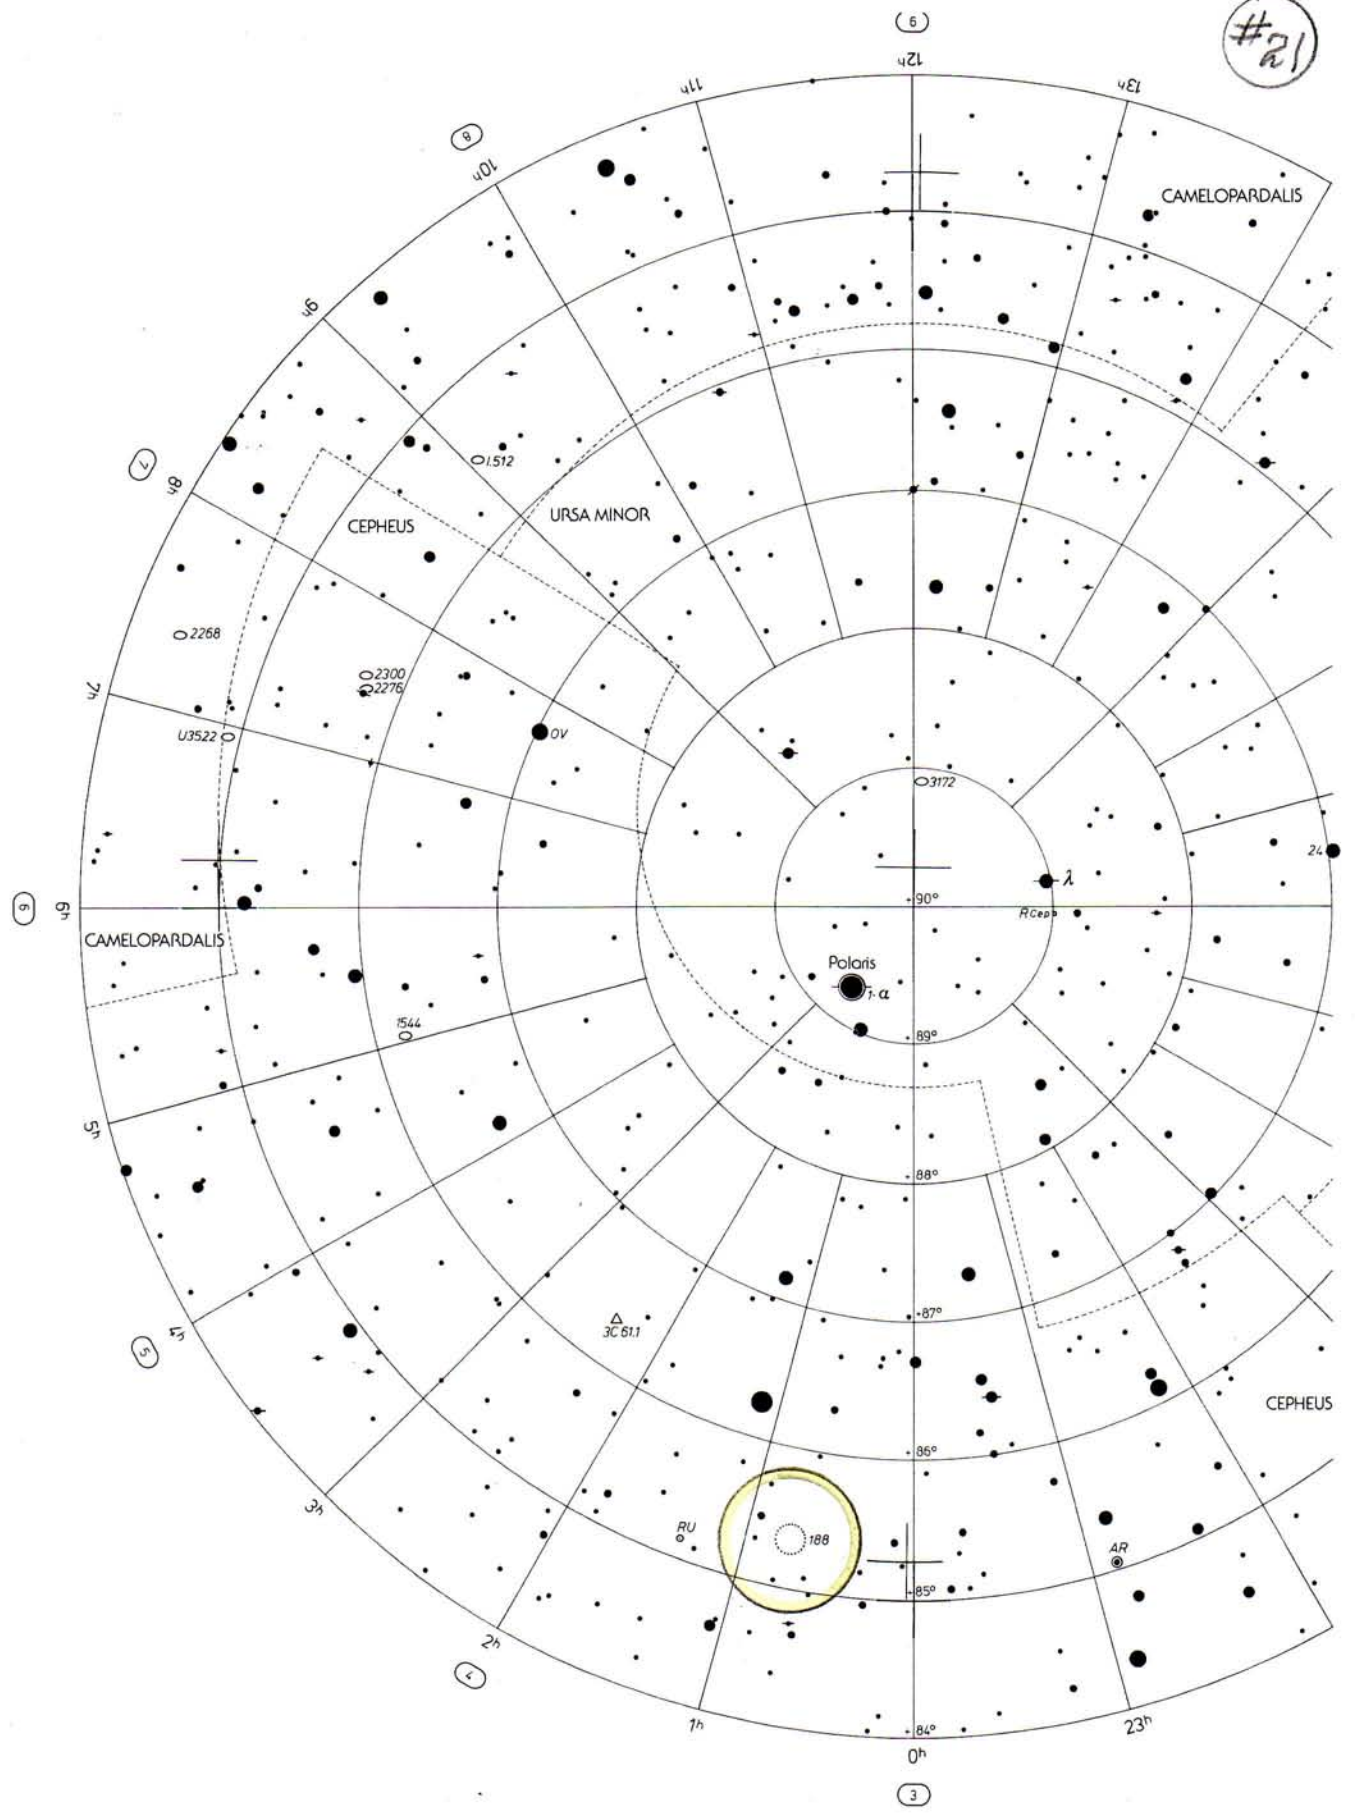 #21
9
12h
11h
13h
8
10h
CAMELOPARDALIS
9h
1.512
7
8h
CEPHEUS
URSA MINOR
2268
2300
2276
7h
U3522
OV
3172
24
λ
+90°
R Cep
6
6h
CAMELOPARDALIS
Polaris
1·α
1544
+89°
5h
+88°
3C 61.1
+87°
5
4h
CEPHEUS
+86°
3h
RU
188
AR
+85°
2h
4
1h
+84°
23h
0h
3